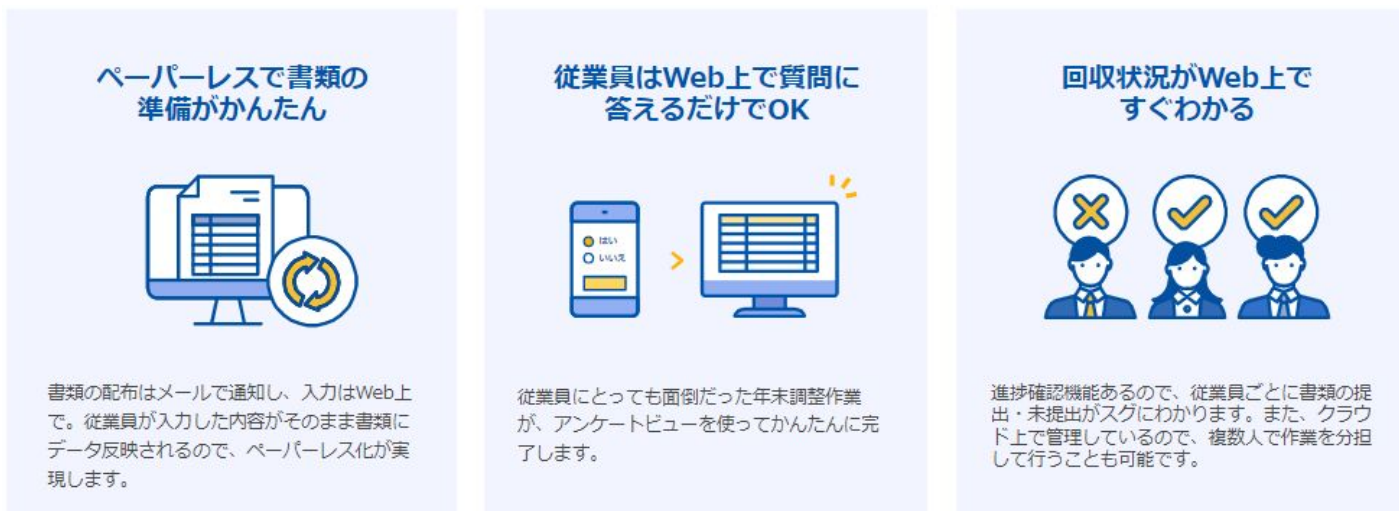 ペーパーレスで書類の
準備がかんたん
書類の配布はメールで通知し、入力はWeb上
で。従業員が入力した内容がそのまま書類に
データ反映されるので、ペーパーレス化が実
現します。
従業員はWeb上で質問に
答えるだけでOK
はい
いいえ
従業員にとっても面倒だった年末調整作業
が、アンケートビューを使ってかんたんに完
了します。
回収状況がWeb上で
すぐわかる
進捗確認機能あるので、従業員ごとに書類の提
出・未提出がスグにわかります。また、クラウ
ド上で管理しているので、複数人で作業を分担
して行うことも可能です。